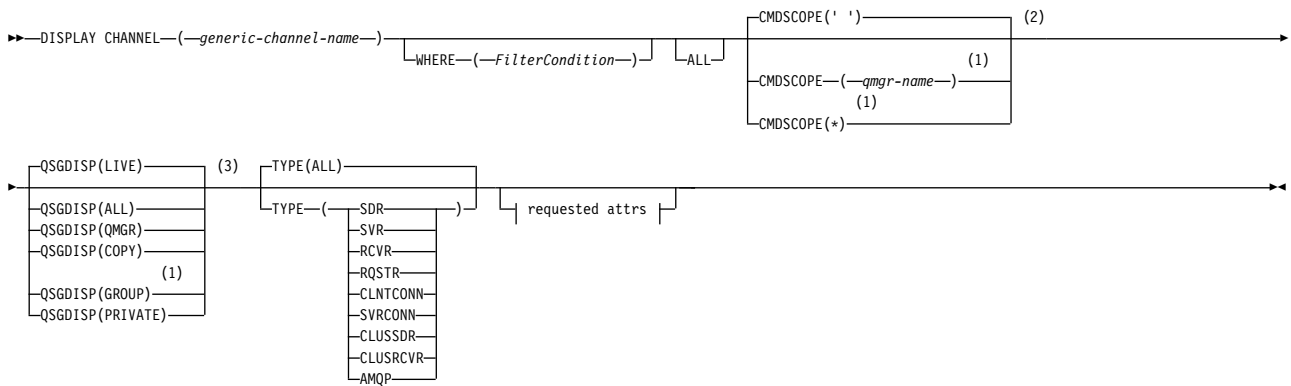 CMDSCOPE(' ') (2)
DISPLAY CHANNEL ( generic-channel-name )
WHERE ( FilterCondition ) ALL (1)
CMDSCOPE ( qmgr-name )
(1)
CMDSCOPE(*)
QSGDISP(LIVE) (3) TYPE(ALL)
QSGDISP(ALL) TYPE ( SDR ) requested attrs
QSGDISP(QMGR) SVR
QSGDISP(COPY) RCVR
(1) RQSTR
QSGDISP(GROUP) CLNTCONN
QSGDISP(PRIVATE) SVRCONN
CLUSSDR
CLUSRCVR
AMQP